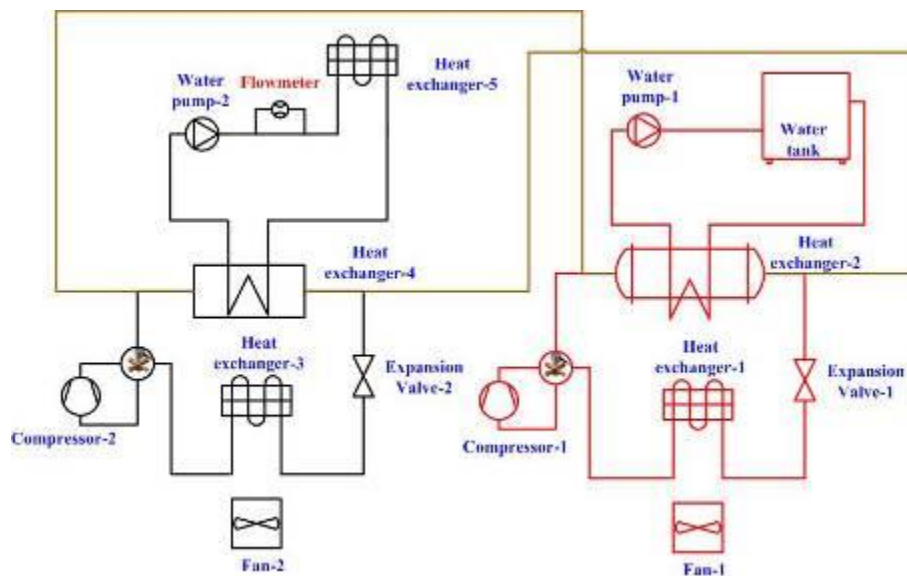 Water
pump-2
Flowmeter
Heat
exchanger-5
Water
pump-1
Water
tank
Heat
exchanger-4
Heat
exchanger-2
Heat
exchanger-3
Expansion
Valve-2
Compressor-2
Fan-2
Heat
exchanger-1
Expansion
Valve-1
Compressor-1
Fan-1